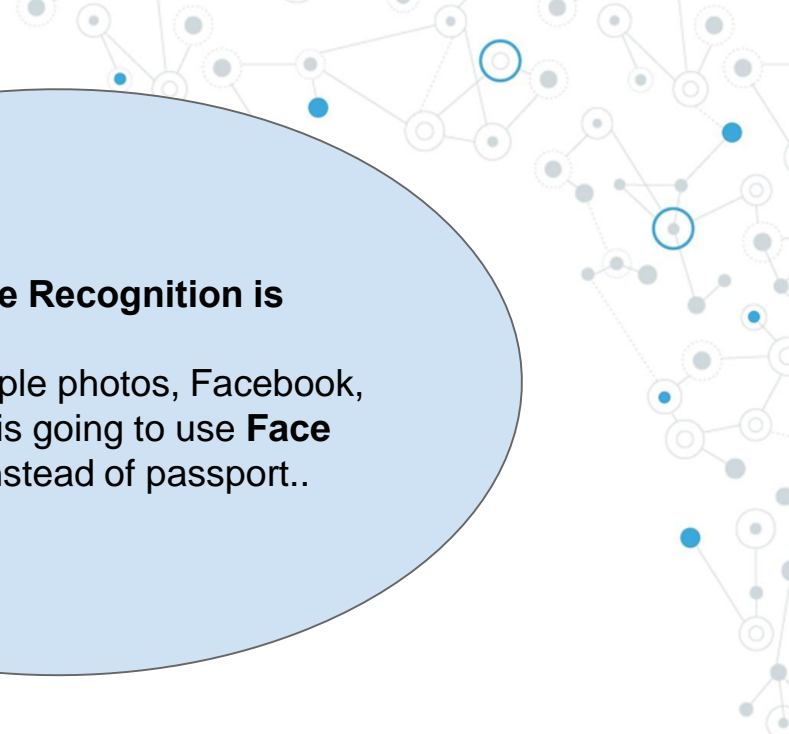 e Recognition is
ple photos, Facebook,
is going to use Face
nstead of passport..